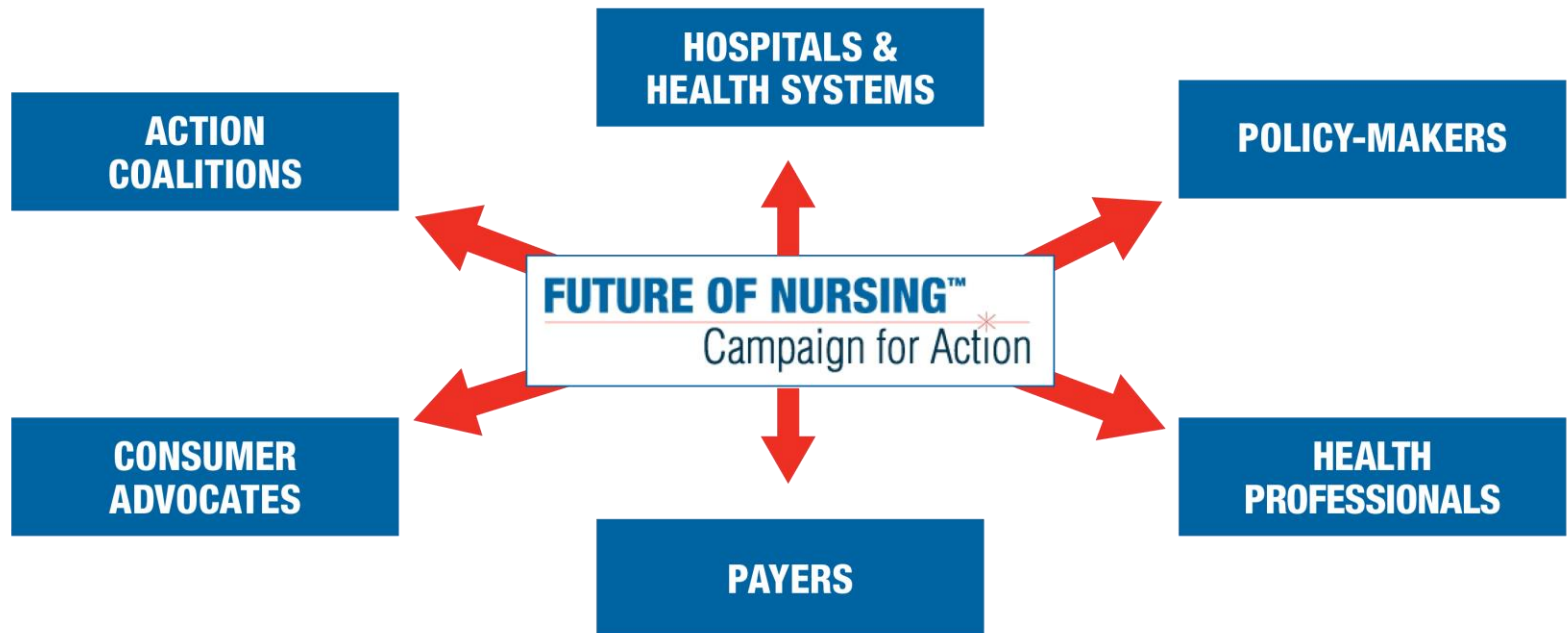 HOSPITALS &
HEALTH SYSTEMS
ACTION
COALITIONS
POLICY-MAKERS
FUTURE OF NURSING™
Campaign for Action
CONSUMER
ADVOCATES
HEALTH
PROFESSIONALS
PAYERS